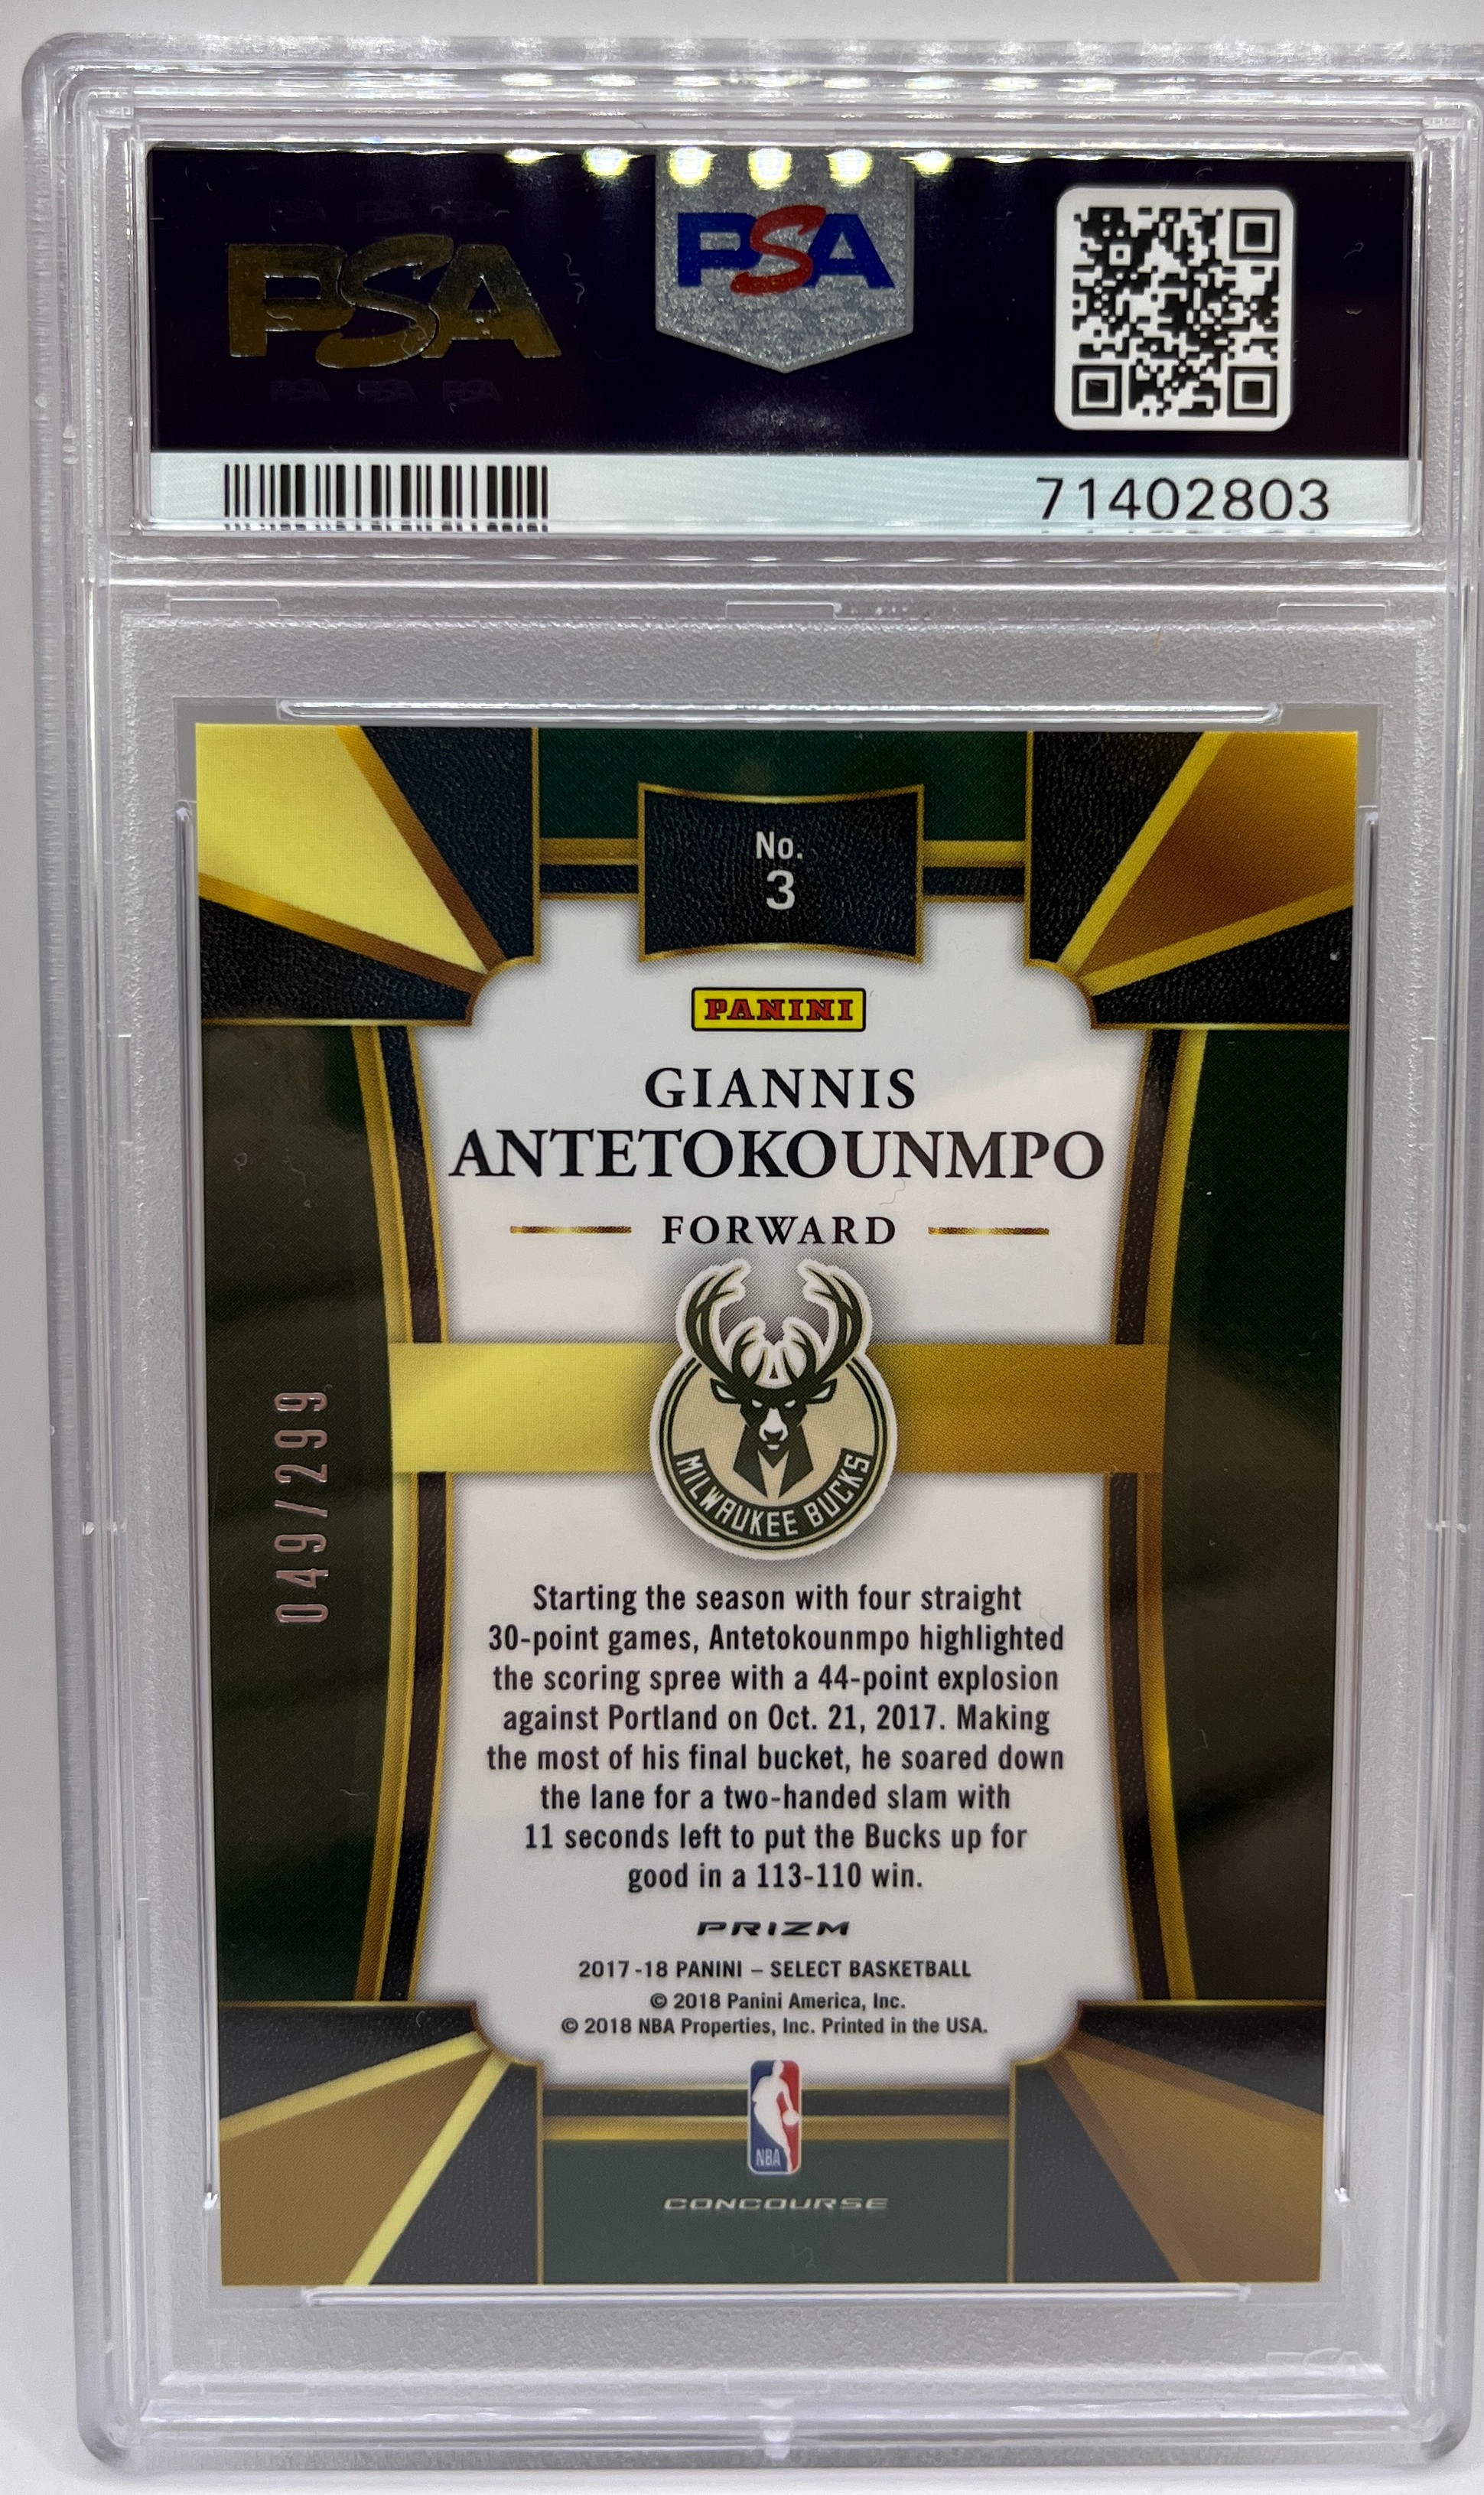 PSA
PSA
71402803
No.
3
PANINI
GIANNIS
ANTETOKOUNMPO
FORWARD
MILWAUKEE BUCKS
049/299
Starting the season with four straight
30-point games, Antetokounmpo highlighted
the scoring spree with a 44-point explosion
against Portland on Oct. 21, 2017. Making
the most of his final bucket, he soared down
the lane for a two-handed slam with
11 seconds left to put the Bucks up for
good in a 113-110 win.
PRIZM
2017-18 PANINI – SELECT BASKETBALL
© 2018 Panini America, Inc.
© 2018 NBA Properties, Inc. Printed in the USA.
NBA
CONCOURSE